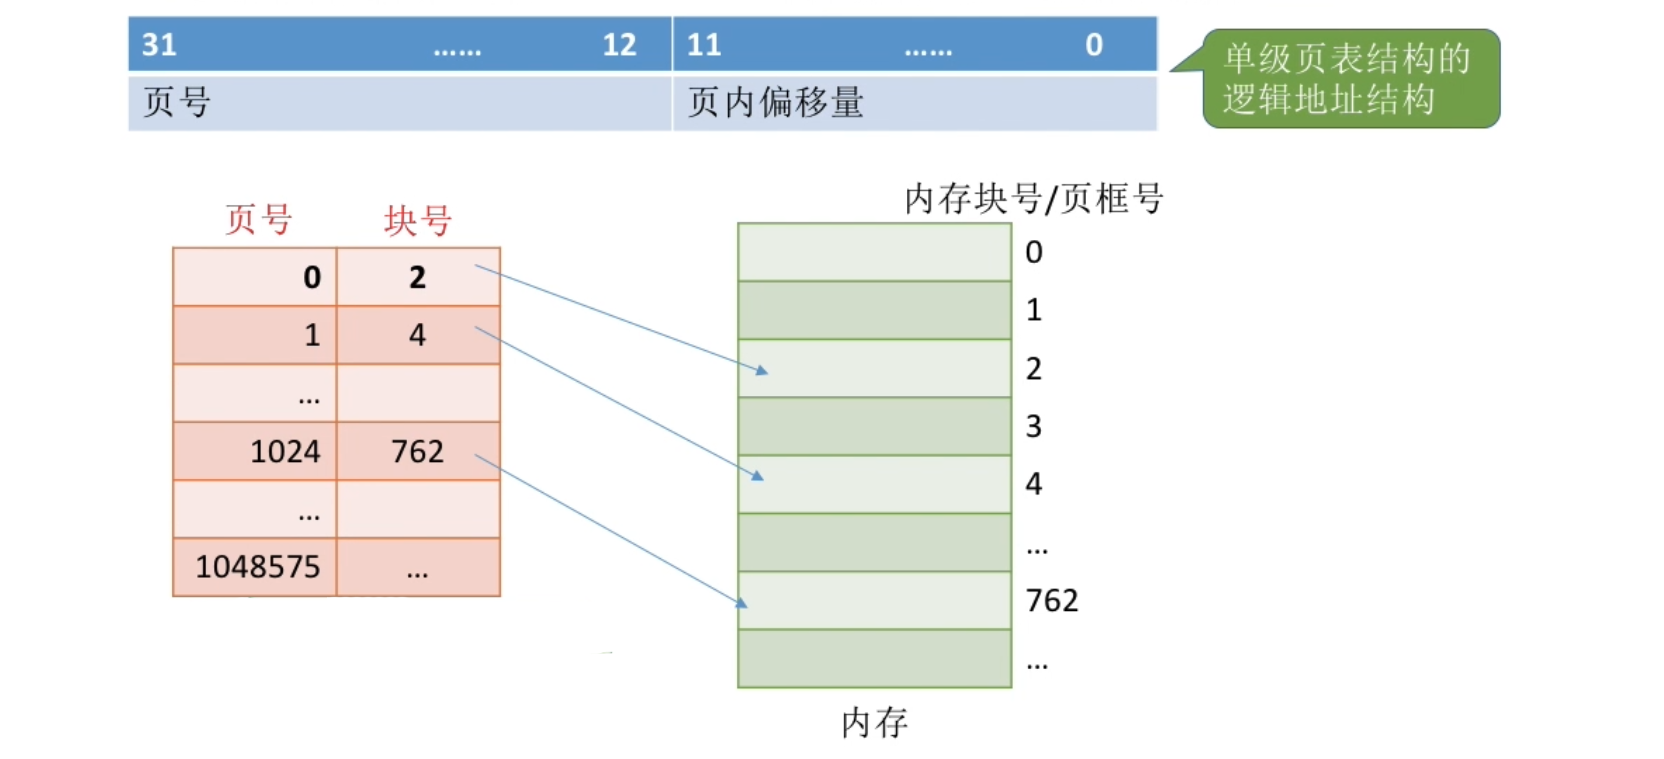 31 …… 12 11 …… 0
页号 页内偏移量
单级页表结构的
逻辑地址结构
内存块号/页框号
页号 块号
0 2
1 4
…
1024 762
…
1048575 …
0
1
2
3
4
…
762
…
内存